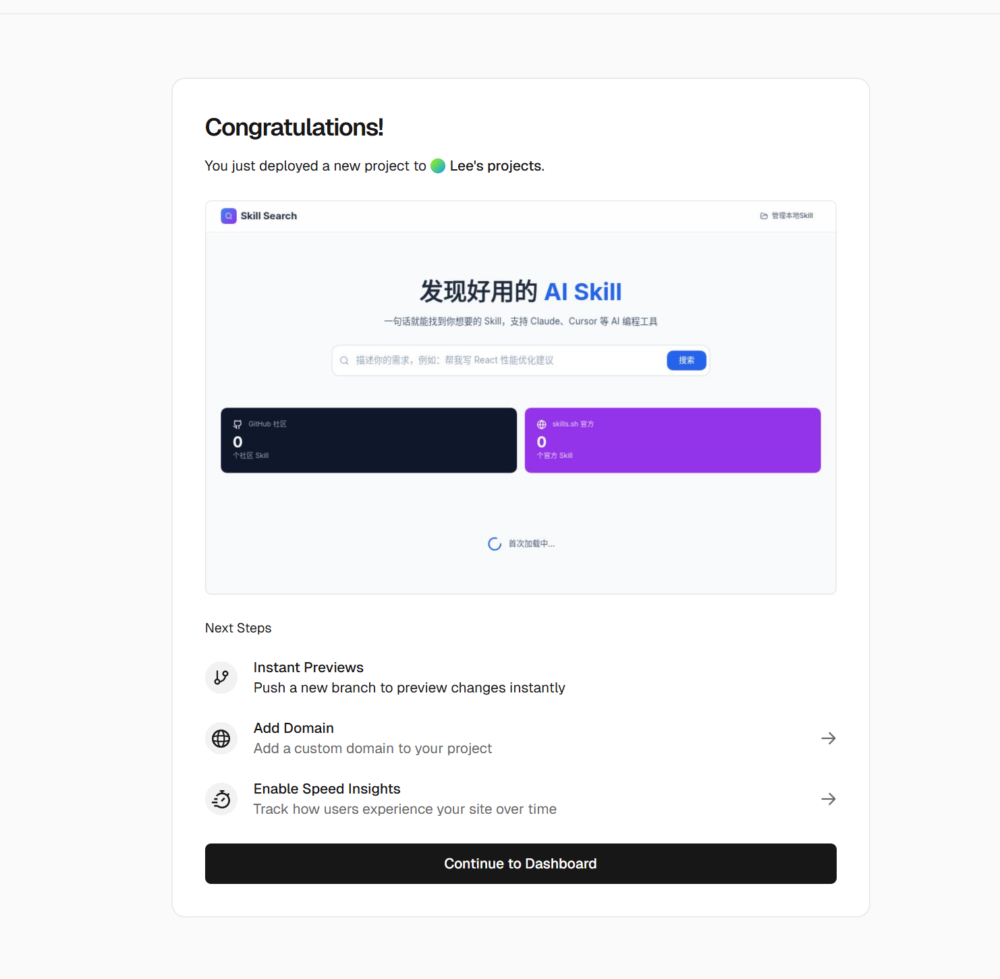 Congratulations!
You just deployed a new project to Lee's projects.
Skill Search
管理本地Skill
发现好用的 AI Skill
一句话就能找到你想要的 Skill，支持 Claude、Cursor 等 AI 编程工具
描述你的需求，例如：帮我写 React 性能优化建议
搜索
GitHub 社区
0
个社区 Skill
skills.sh 官方
0
个官方 Skill
首次加载中...
Next Steps
Instant Previews
Push a new branch to preview changes instantly
Add Domain
Add a custom domain to your project
Enable Speed Insights
Track how users experience your site over time
Continue to Dashboard